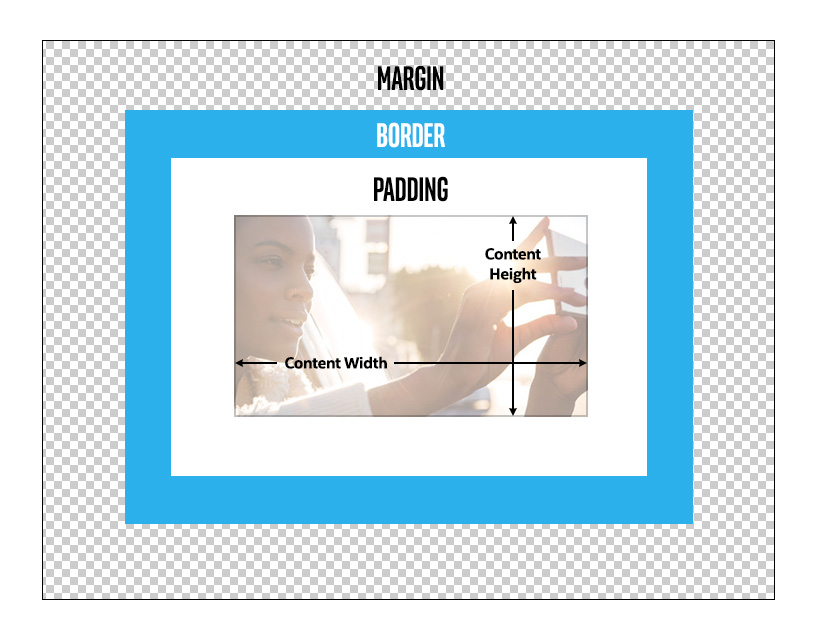 MARGIN
BORDER
PADDING
Content
Height
Content Width